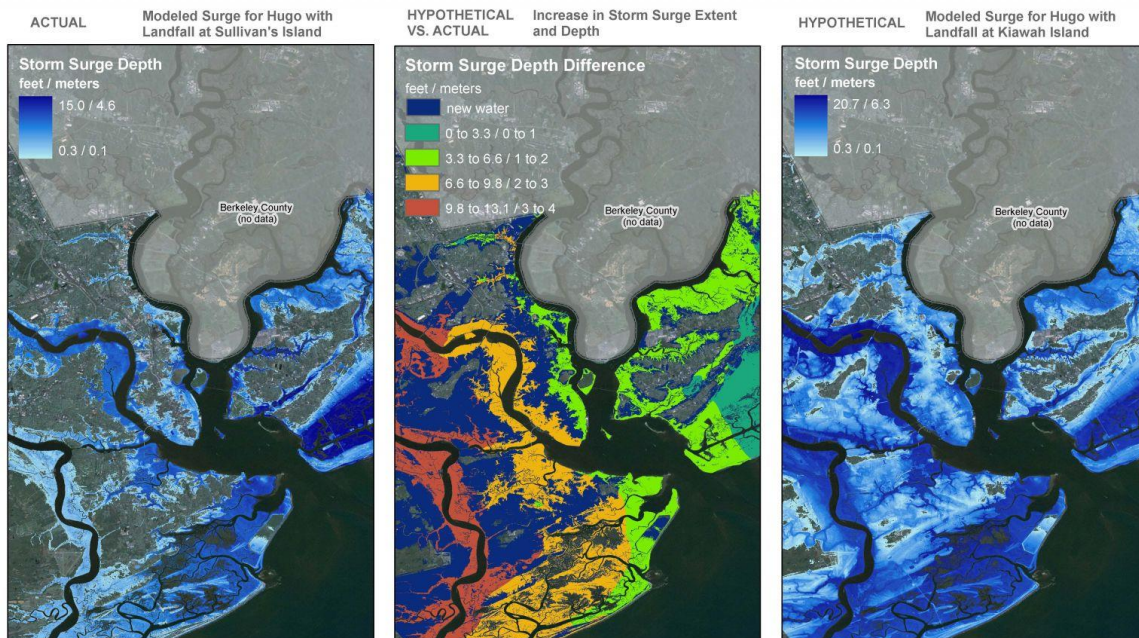 ACTUAL
Modeled Surge for Hugo with
Landfall at Sullivan's Island
Storm Surge Depth
feet / meters
15.0 / 4.6
0.3 / 0.1
Berkeley County
(no data)
HYPOTHETICAL
VS. ACTUAL
Increase in Storm Surge Extent
and Depth
Storm Surge Depth Difference
feet / meters
new water
0 to 3.3 / 0 to 1
3.3 to 6.6 / 1 to 2
6.6 to 9.8 / 2 to 3
9.8 to 13.1 / 3 to 4
Berkeley County
(no data)
HYPOTHETICAL
Modeled Surge for Hugo with
Landfall at Kiawah Island
Storm Surge Depth
feet / meters
20.7 / 6.3
0.3 / 0.1
Berkeley County
(no data)